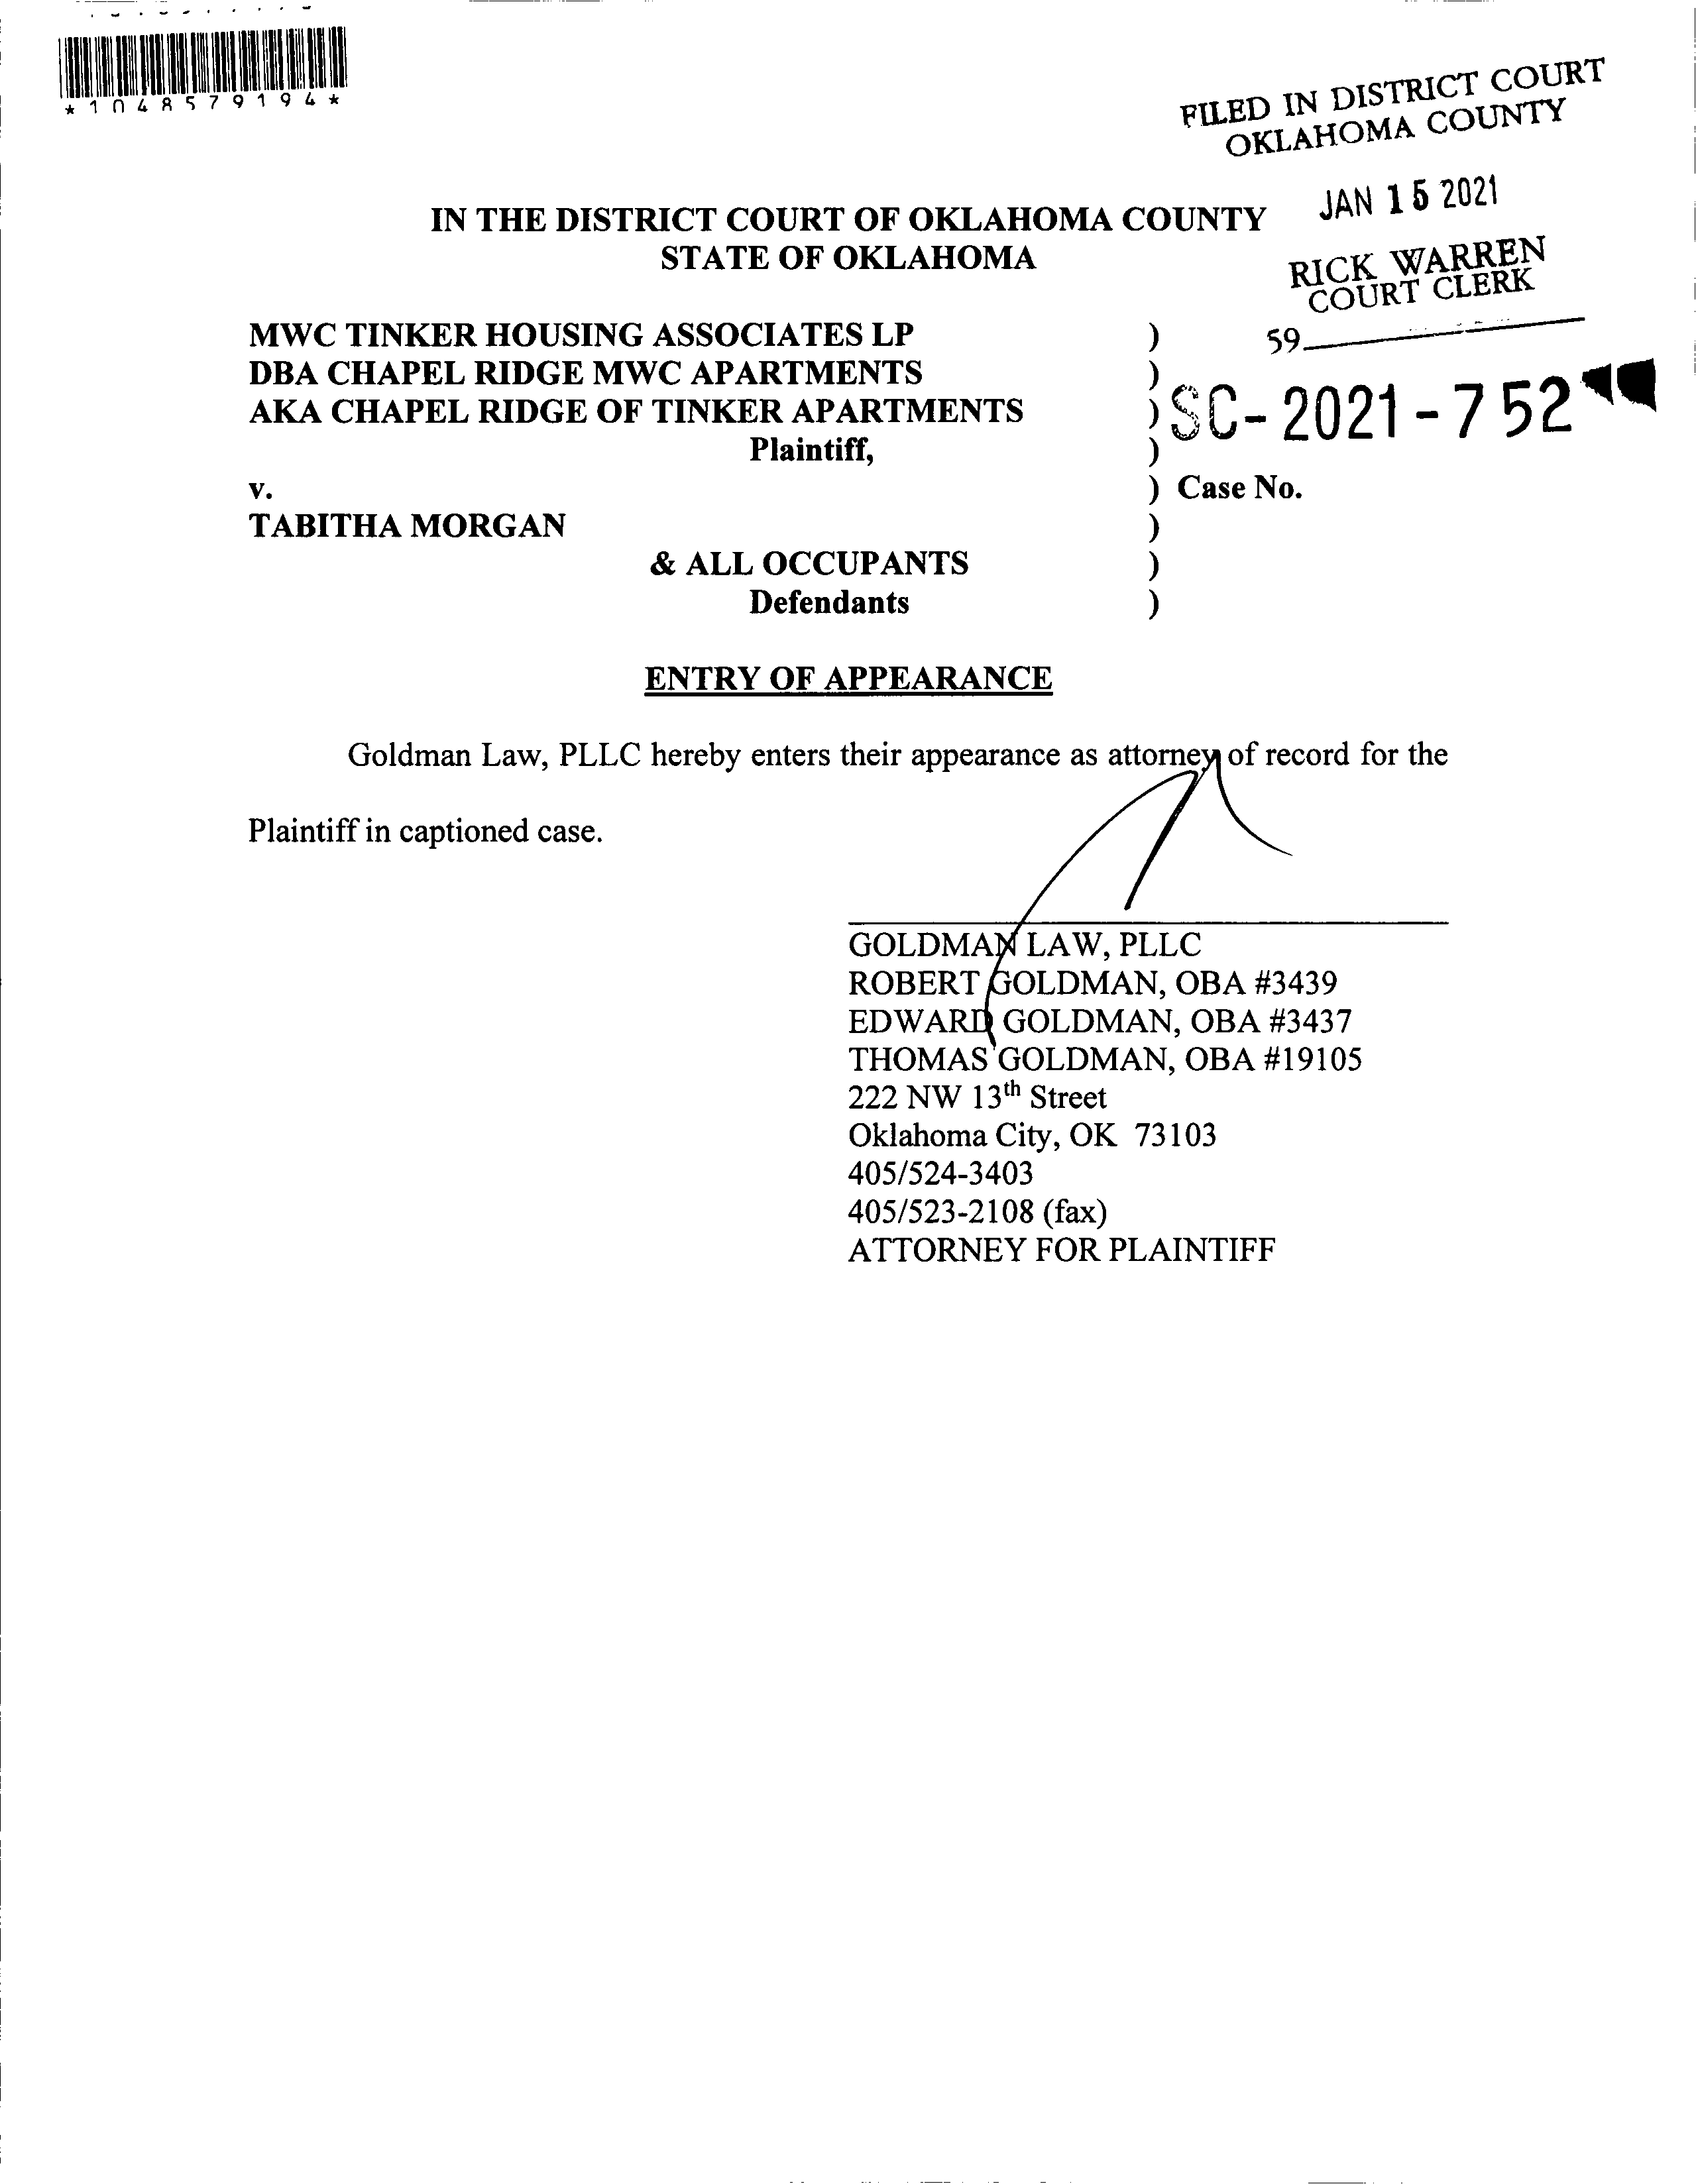 *1048579194*
FILED IN DISTRICT COURT
OKLAHOMA COUNTY
JAN 15 2021
RICK WARREN
COURT CLERK
59
IN THE DISTRICT COURT OF OKLAHOMA COUNTY
STATE OF OKLAHOMA
MWC TINKER HOUSING ASSOCIATES LP )
DBA CHAPEL RIDGE MWC APARTMENTS )
AKA CHAPEL RIDGE OF TINKER APARTMENTS ) SC-2021-752
Plaintiff, )
v. ) Case No.
TABITHA MORGAN )
& ALL OCCUPANTS )
Defendants )
ENTRY OF APPEARANCE
Goldman Law, PLLC hereby enters their appearance as attorney of record for the
Plaintiff in captioned case.
GOLDMAN LAW, PLLC
ROBERT GOLDMAN, OBA #3439
EDWARD GOLDMAN, OBA #3437
THOMAS GOLDMAN, OBA #19105
222 NW 13th Street
Oklahoma City, OK 73103
405/524-3403
405/523-2108 (fax)
ATTORNEY FOR PLAINTIFF